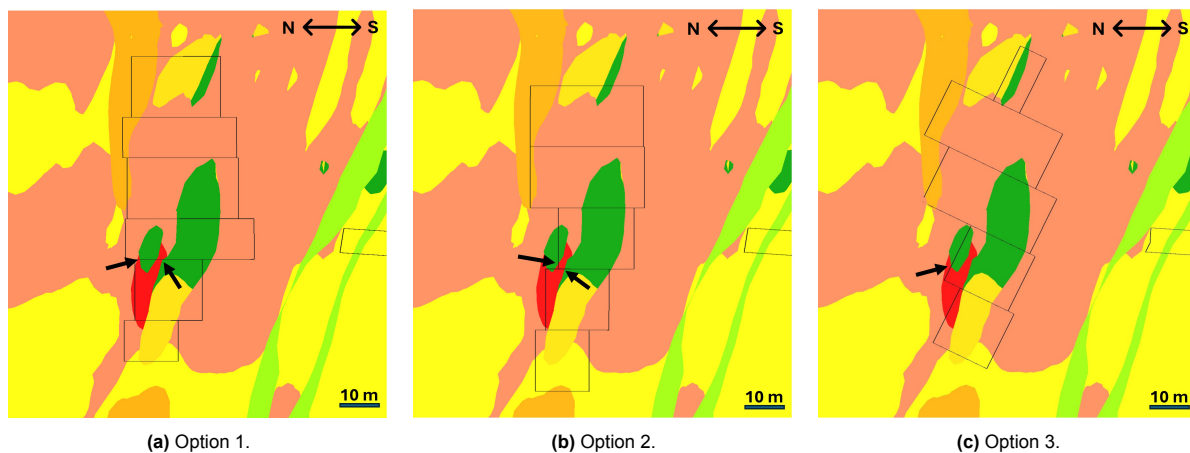 N S
N S
N S
10 m
10 m
10 m
(a) Option 1.
(b) Option 2.
(c) Option 3.